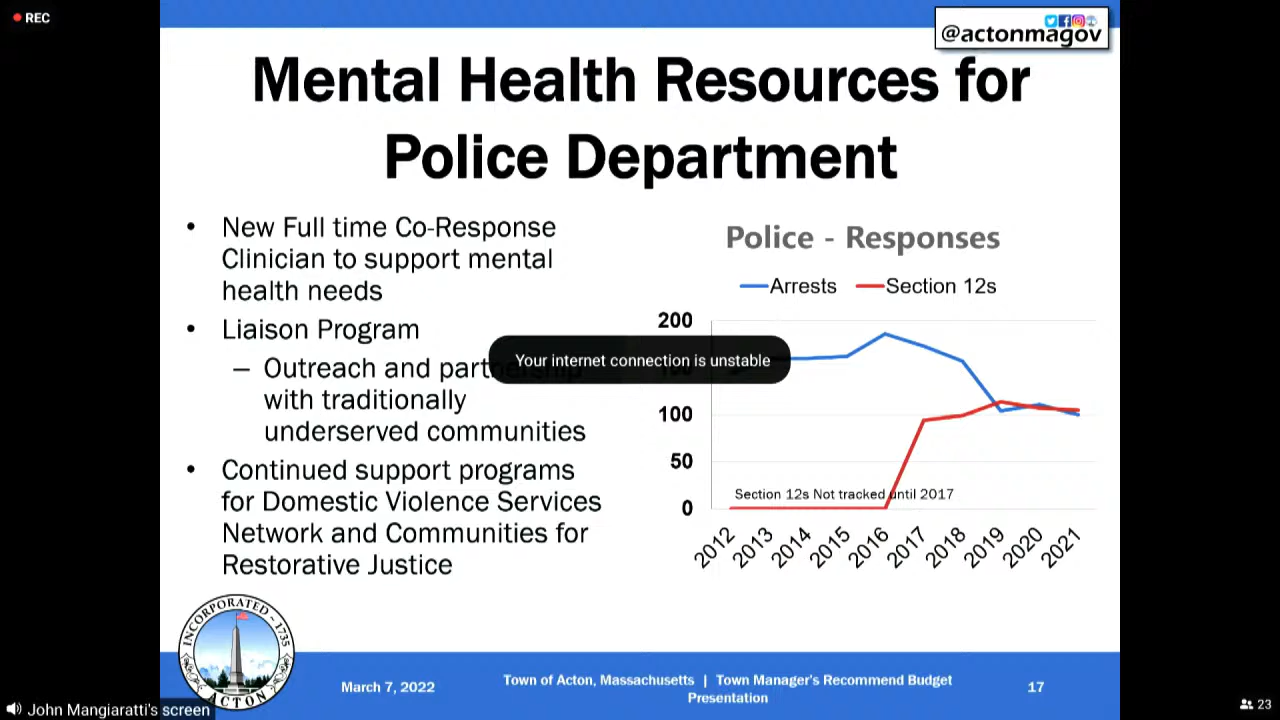 REC
@actonmagov
Mental Health Resources for
Police Department
• New Full time Co-Response
Clinician to support mental
health needs
• Liaison Program
– Outreach and partnership
with traditionally
underserved communities
• Continued support programs
for Domestic Violence Services
Network and Communities for
Restorative Justice
Your internet connection is unstable
Police - Responses
Arrests Section 12s
200
100
50
0
Section 12s Not tracked until 2017
2012 2013 2014 2015 2016 2017 2018 2019 2020 2021
INCORPORATED - 1735
ACTON
March 7, 2022
Town of Acton, Massachusetts | Town Manager's Recommend Budget
Presentation
17
John Mangiaratti's screen
23